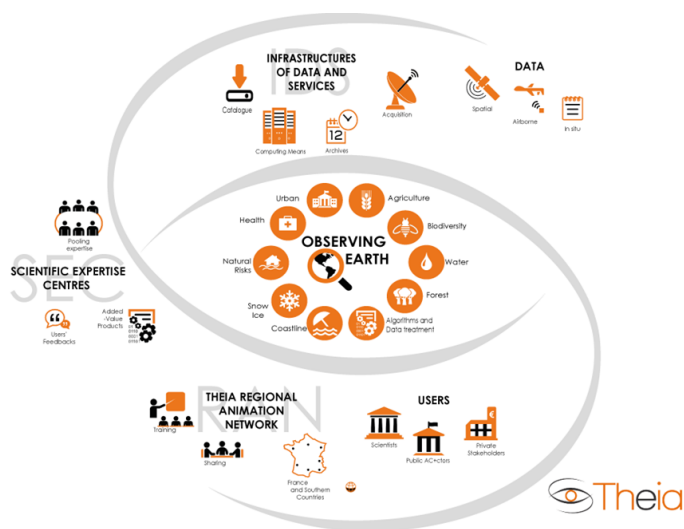 IDS
INFRASTRUCTURES
OF DATA AND
SERVICES
DATA
Catalogue
Computing Means
12
Archives
Acquisition
Spatial
Airborne
In situ
Urban
Agriculture
Health
Biodiversity
OBSERVING
EARTH
Natural
Risks
Water
Snow
Ice
Forest
Coastline
Algorithms and
Data treatment
Pooling
expertise
SEC
SCIENTIFIC EXPERTISE
CENTRES
Users'
Feedbacks
Added
-Value
Products
RAN
THEIA REGIONAL
ANIMATION
NETWORK
Training
Sharing
France
and Southern
Countries
USERS
Scientists
Public AC+ctors
€
Private
Stakeholders
Theia